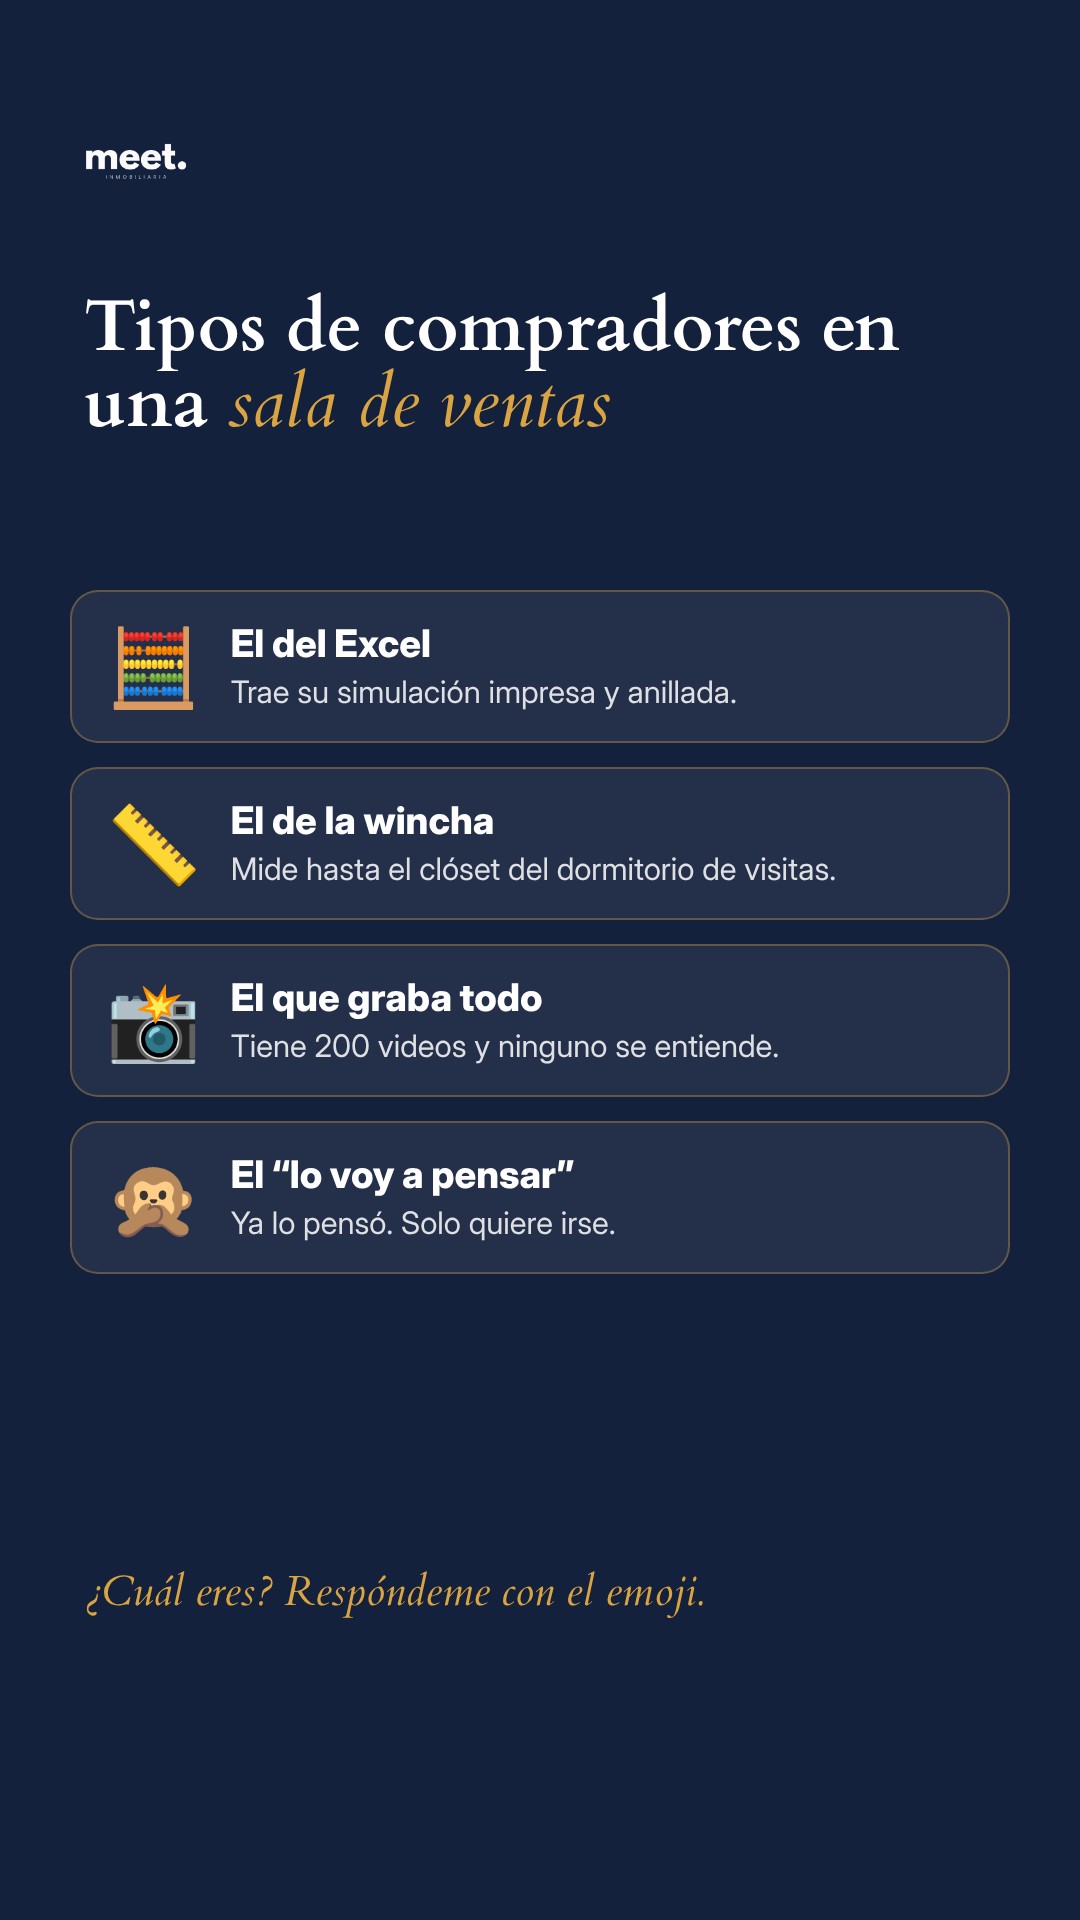 meet.
INMOBILIARIA
Tipos de compradores en
una sala de ventas
El del Excel
Trae su simulación impresa y anillada.
El de la wincha
Mide hasta el clóset del dormitorio de visitas.
El que graba todo
Tiene 200 videos y ninguno se entiende.
El “lo voy a pensar”
Ya lo pensó. Solo quiere irse.
¿Cuál eres? Respóndeme con el emoji.